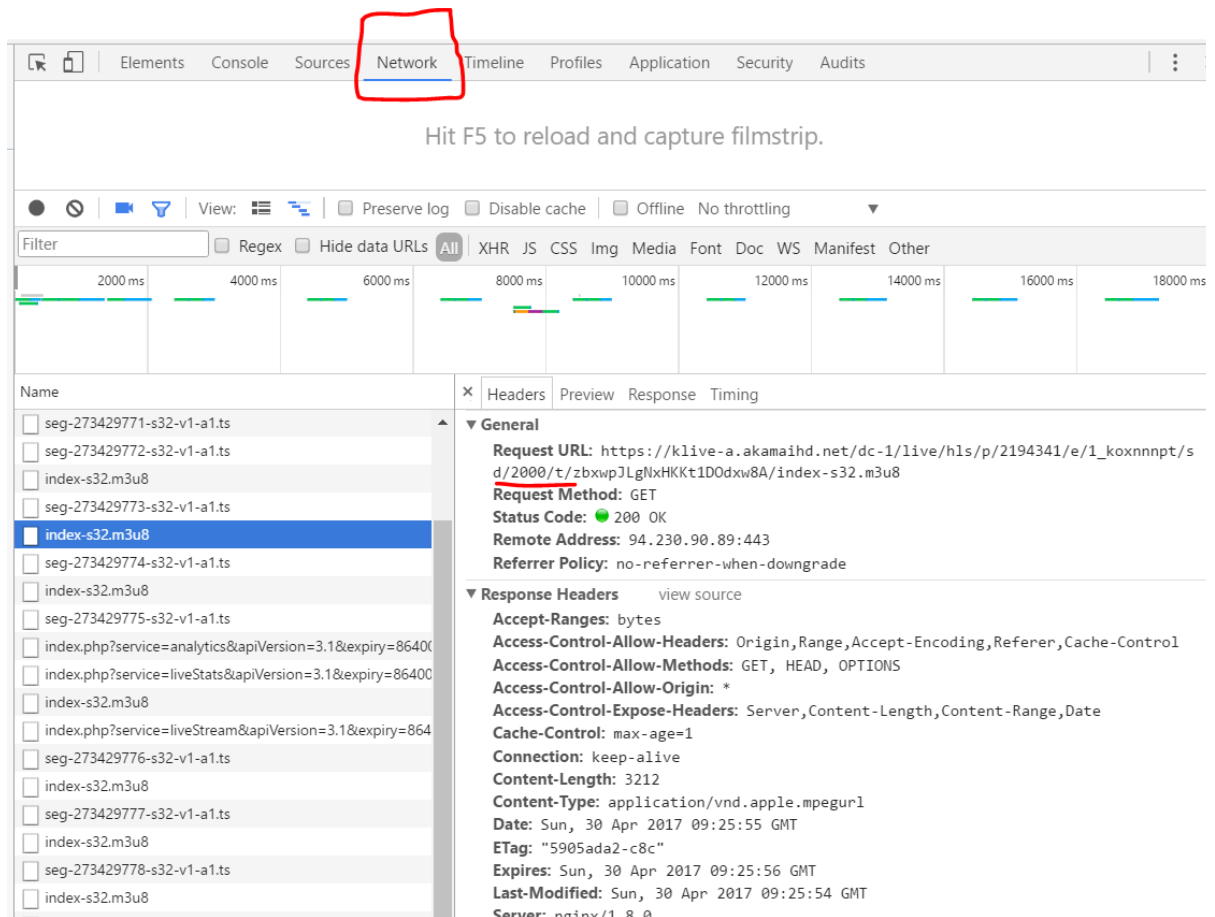 Elements Console Sources Network Timeline Profiles Application Security Audits
Hit F5 to reload and capture filmstrip.
View: Preserve log Disable cache Offline No throttling
Filter Regex Hide data URLs All XHR JS CSS Img Media Font Doc WS Manifest Other
2000 ms 4000 ms 6000 ms 8000 ms 10000 ms 12000 ms 14000 ms 16000 ms 18000 ms
Name
seg-273429771-s32-v1-a1.ts
seg-273429772-s32-v1-a1.ts
index-s32.m3u8
seg-273429773-s32-v1-a1.ts
index-s32.m3u8
seg-273429774-s32-v1-a1.ts
index-s32.m3u8
seg-273429775-s32-v1-a1.ts
index.php?service=analytics&apiVersion=3.1&expiry=86400
index.php?service=liveStats&apiVersion=3.1&expiry=86400
index-s32.m3u8
index.php?service=liveStream&apiVersion=3.1&expiry=864
seg-273429776-s32-v1-a1.ts
index-s32.m3u8
seg-273429777-s32-v1-a1.ts
index-s32.m3u8
seg-273429778-s32-v1-a1.ts
index-s32.m3u8
× Headers Preview Response Timing
General
Request URL: https://klive-a.akamaihd.net/dc-1/live/hls/p/2194341/e/1_koxnnnpt/s
d/2000/t/zbxwpJLgNxHKKt1DOdxw8A/index-s32.m3u8
Request Method: GET
Status Code: 200 OK
Remote Address: 94.230.90.89:443
Referrer Policy: no-referrer-when-downgrade
Response Headers view source
Accept-Ranges: bytes
Access-Control-Allow-Headers: Origin,Range,Accept-Encoding,Referer,Cache-Control
Access-Control-Allow-Methods: GET, HEAD, OPTIONS
Access-Control-Allow-Origin: *
Access-Control-Expose-Headers: Server,Content-Length,Content-Range,Date
Cache-Control: max-age=1
Connection: keep-alive
Content-Length: 3212
Content-Type: application/vnd.apple.mpegurl
Date: Sun, 30 Apr 2017 09:25:55 GMT
ETag: "5905ada2-c8c"
Expires: Sun, 30 Apr 2017 09:25:56 GMT
Last-Modified: Sun, 30 Apr 2017 09:25:54 GMT
Server: nginx/1.8.0